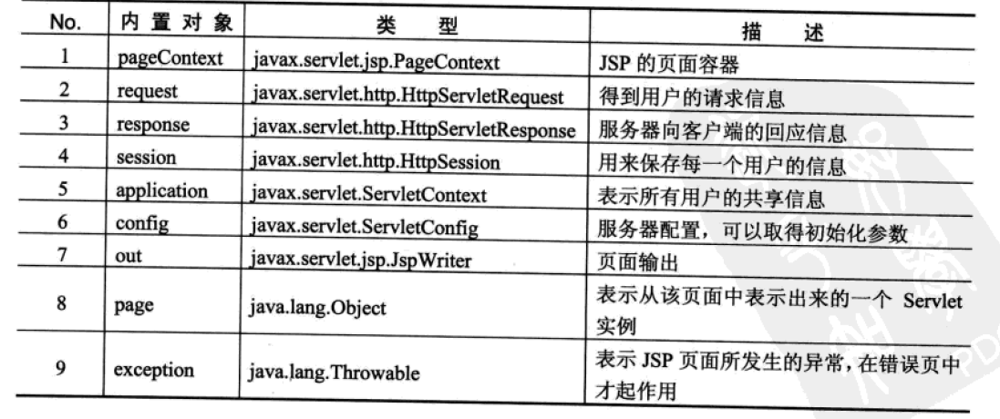 No. 内置对象 类 型 描 述
1 pageContext javax.servlet.jsp.PageContext JSP 的页面容器
2 request javax.servlet.http.HttpServletRequest 得到用户的请求信息
3 response javax.servlet.http.HttpServletResponse 服务器向客户端的回应信息
4 session javax.servlet.http.HttpSession 用来保存每一个用户的信息
5 application javax.servlet.ServletContext 表示所有用户的共享信息
6 config javax.servlet.ServletConfig 服务器配置，可以取得初始化参数
7 out javax.servlet.jsp.JspWriter 页面输出
8 page java.lang.Object 表示从该页面中表示出来的一个 Servlet
实例
9 exception java.lang.Throwable 表示 JSP 页面所发生的异常，在错误页中
才起作用